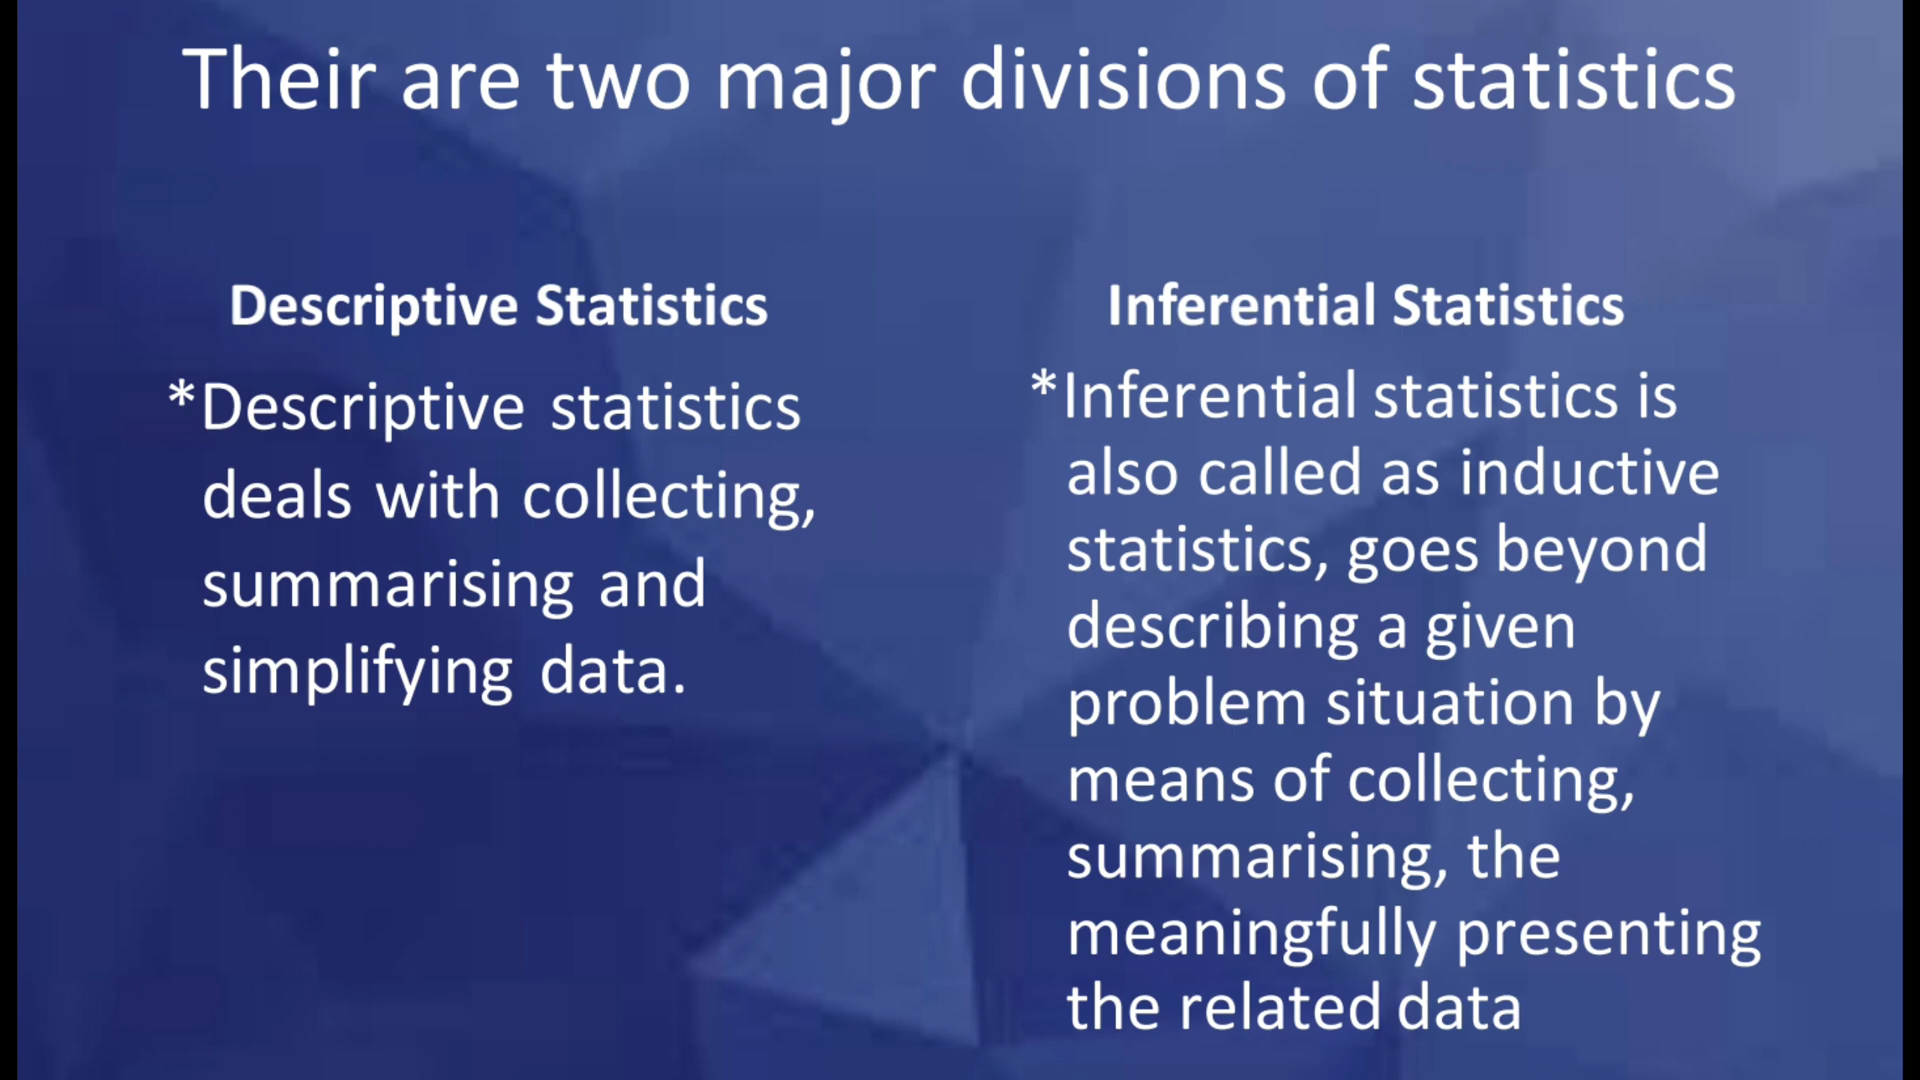 Their are two major divisions of statistics
Descriptive Statistics
*Descriptive statistics
deals with collecting,
summarising and
simplifying data.
Inferential Statistics
*Inferential statistics is
also called as inductive
statistics, goes beyond
describing a given
problem situation by
means of collecting,
summarising, the
meaningfully presenting
the related data